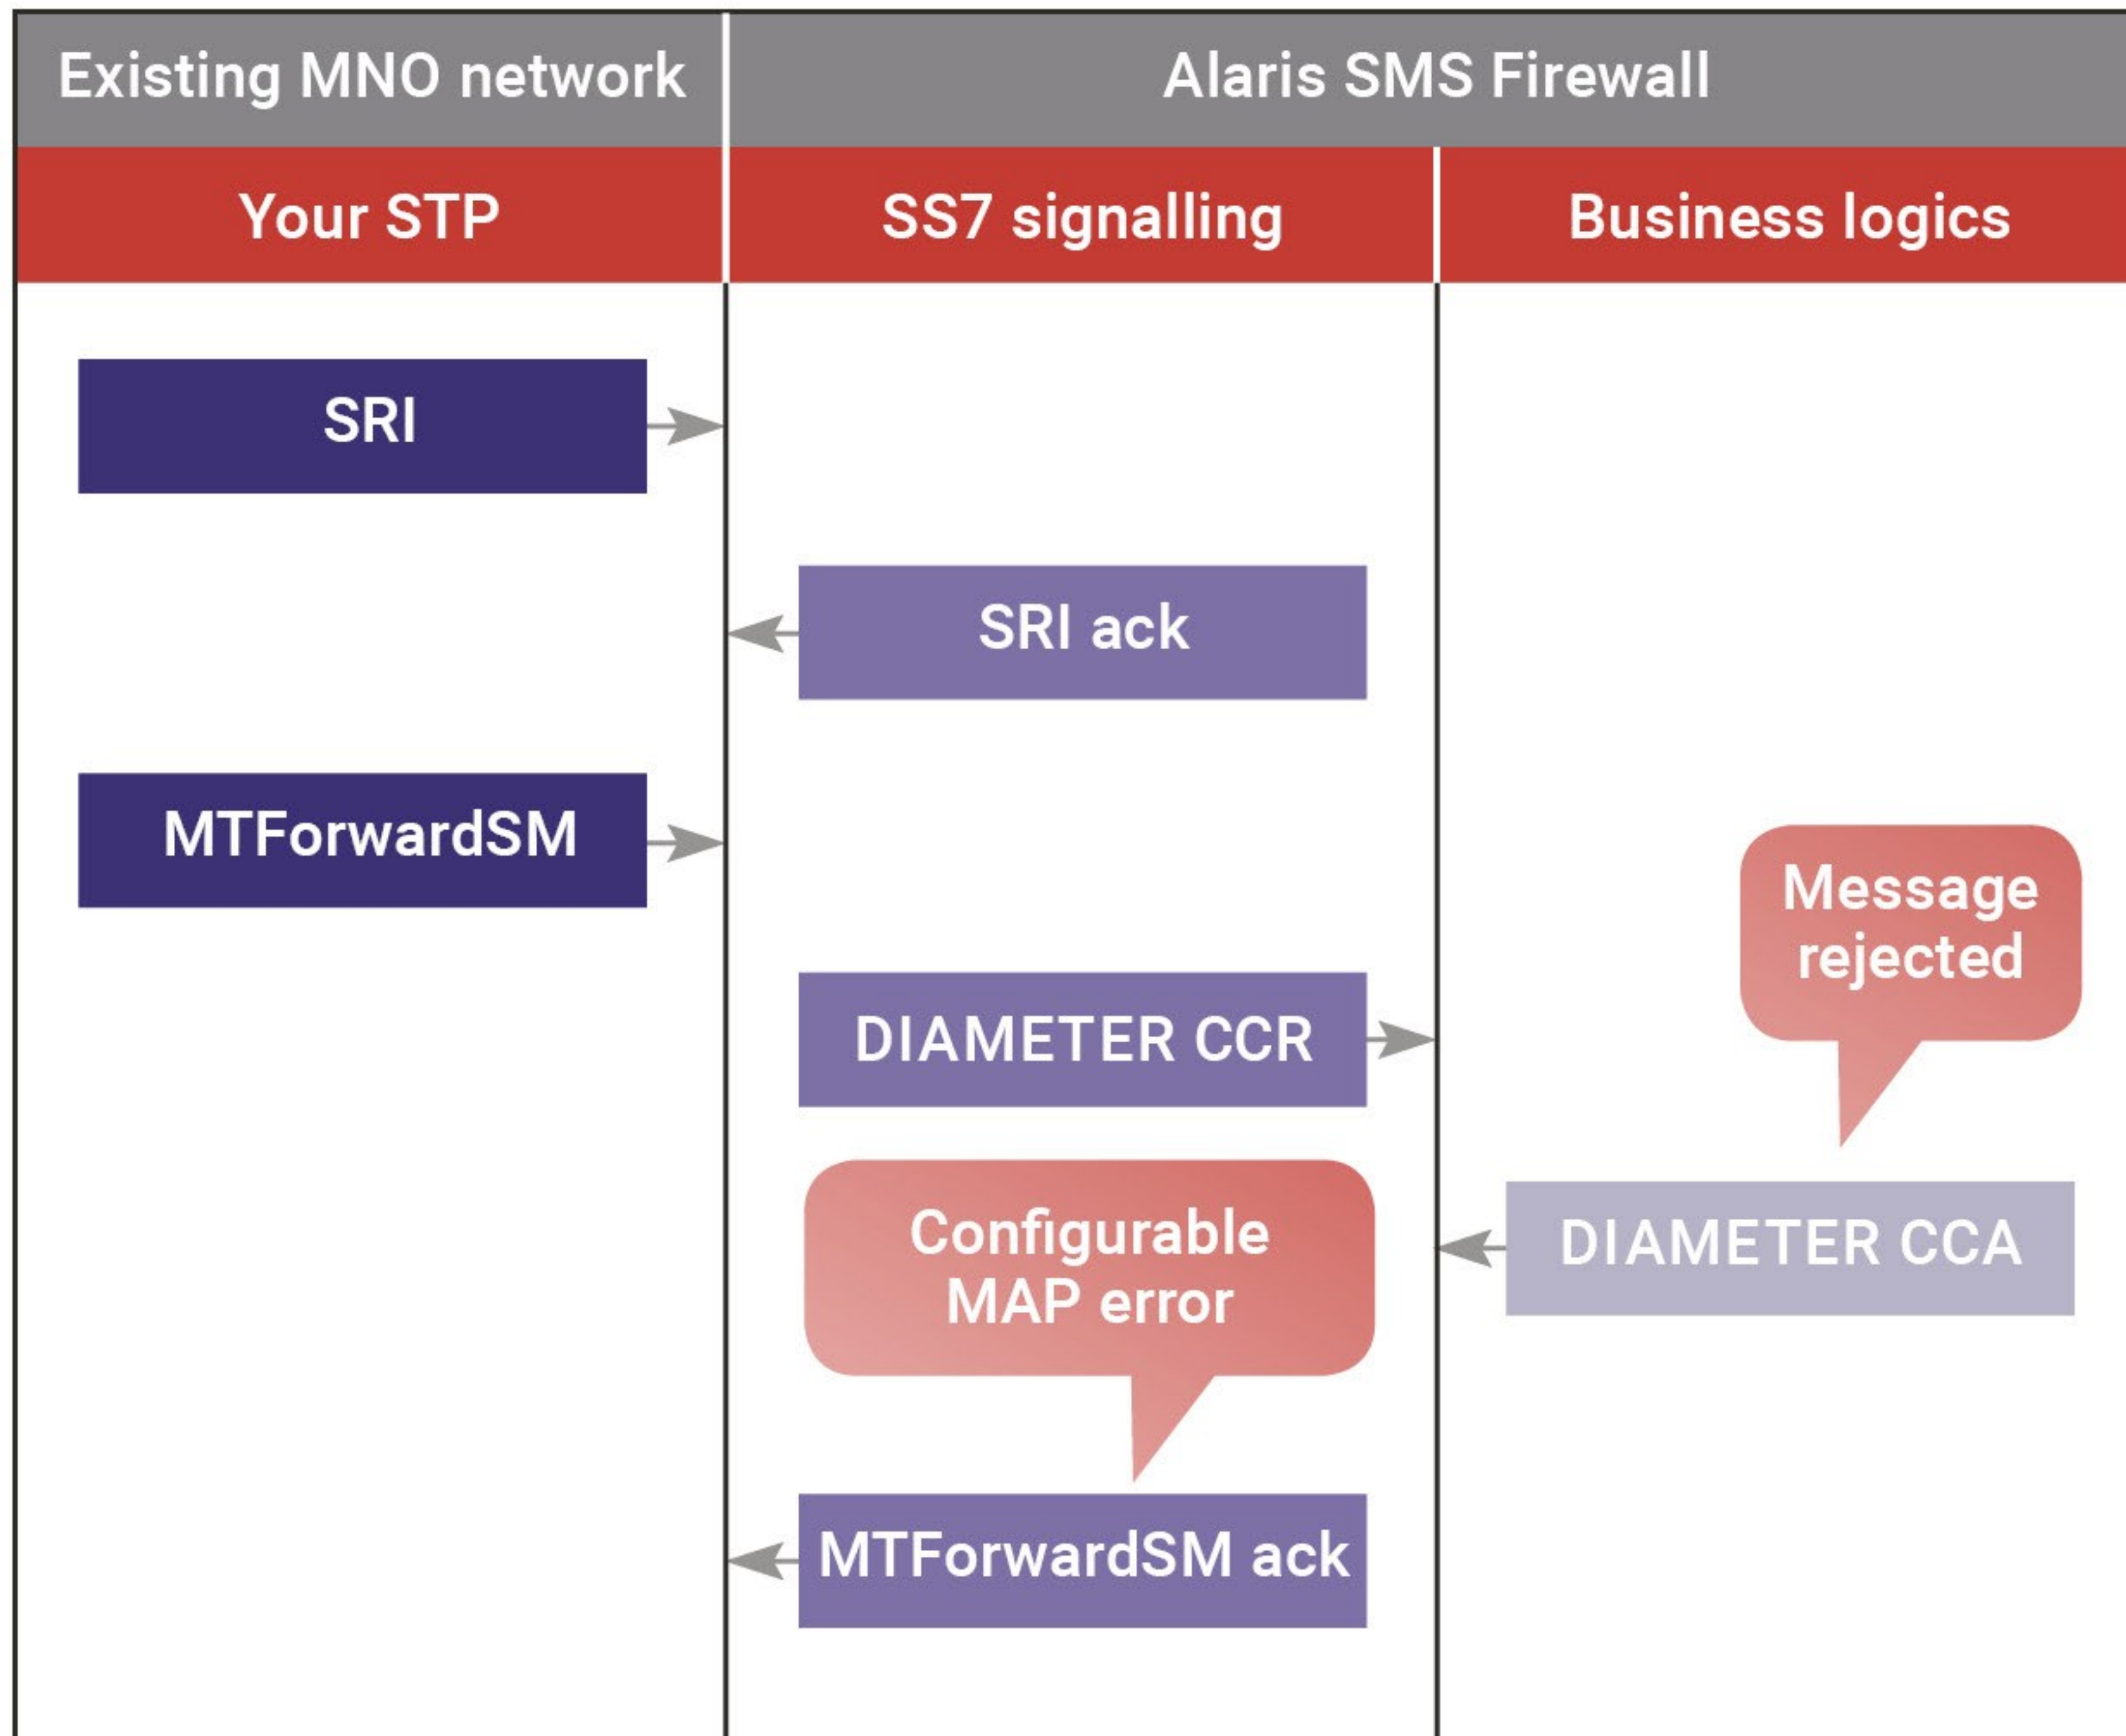 Existing MNO network
Alaris SMS Firewall
Your STP
SS7 signalling
Business logics
SRI
SRI ack
MTForwardSM
Message
rejected
DIAMETER CCR
Configurable
MAP error
DIAMETER CCA
MTForwardSM ack